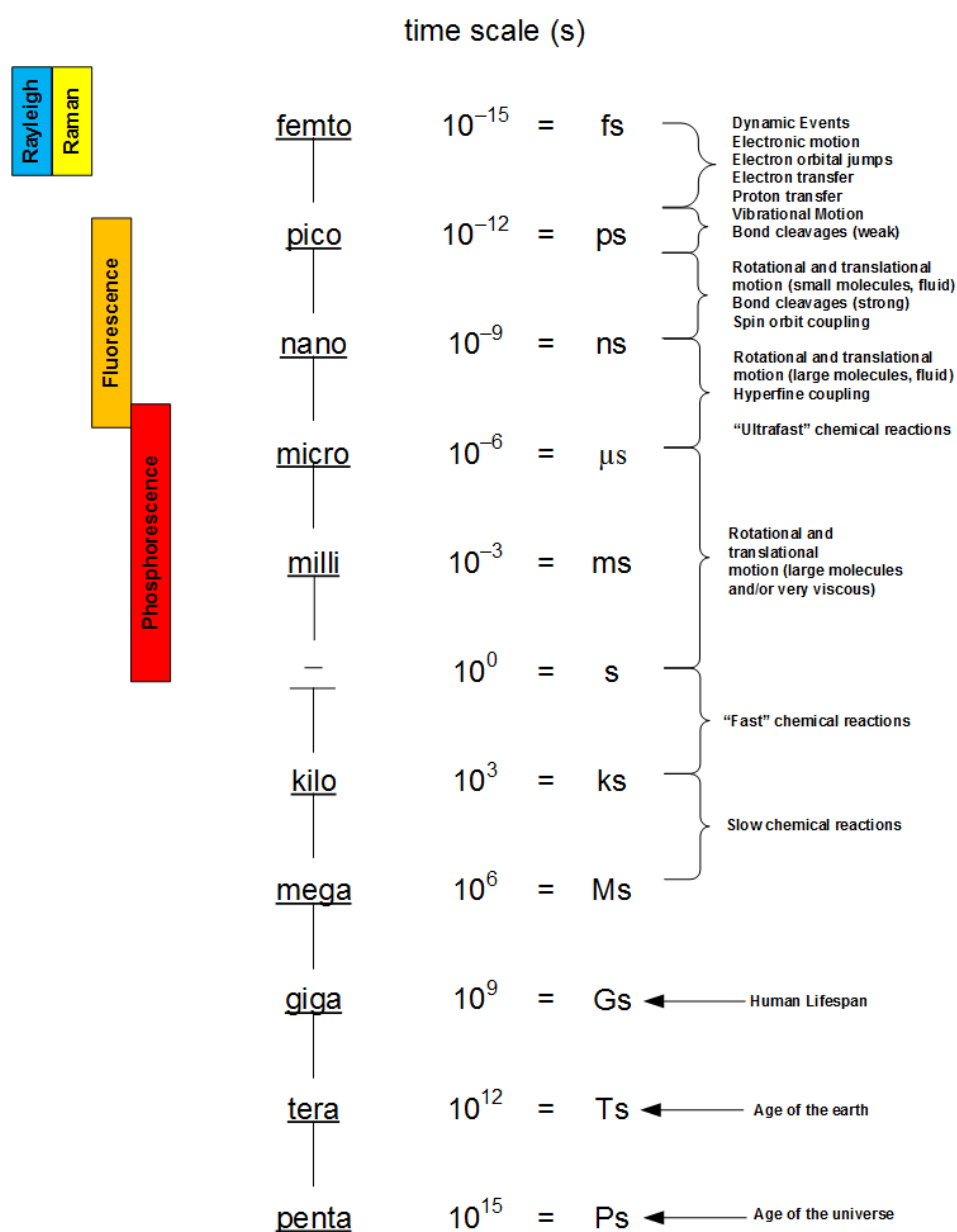 time scale (s)
Rayleigh
Raman
Fluorescence
Phosphorescence
femto 10⁻¹⁵ = fs
Dynamic Events
Electronic motion
Electron orbital jumps
Electron transfer
Proton transfer
Vibrational Motion
Bond cleavages (weak)
pico 10⁻¹² = ps
Rotational and translational
motion (small molecules, fluid)
Bond cleavages (strong)
Spin orbit coupling
nano 10⁻⁹ = ns
Rotational and translational
motion (large molecules, fluid)
Hyperfine coupling
“Ultrafast” chemical reactions
micro 10⁻⁶ = μs
Rotational and
translational
motion (large molecules
and/or very viscous)
milli 10⁻³ = ms
– 10⁰ = s
“Fast” chemical reactions
kilo 10³ = ks
Slow chemical reactions
mega 10⁶ = Ms
giga 10⁹ = Gs
Human Lifespan
tera 10¹² = Ts
Age of the earth
penta 10¹⁵ = Ps
Age of the universe